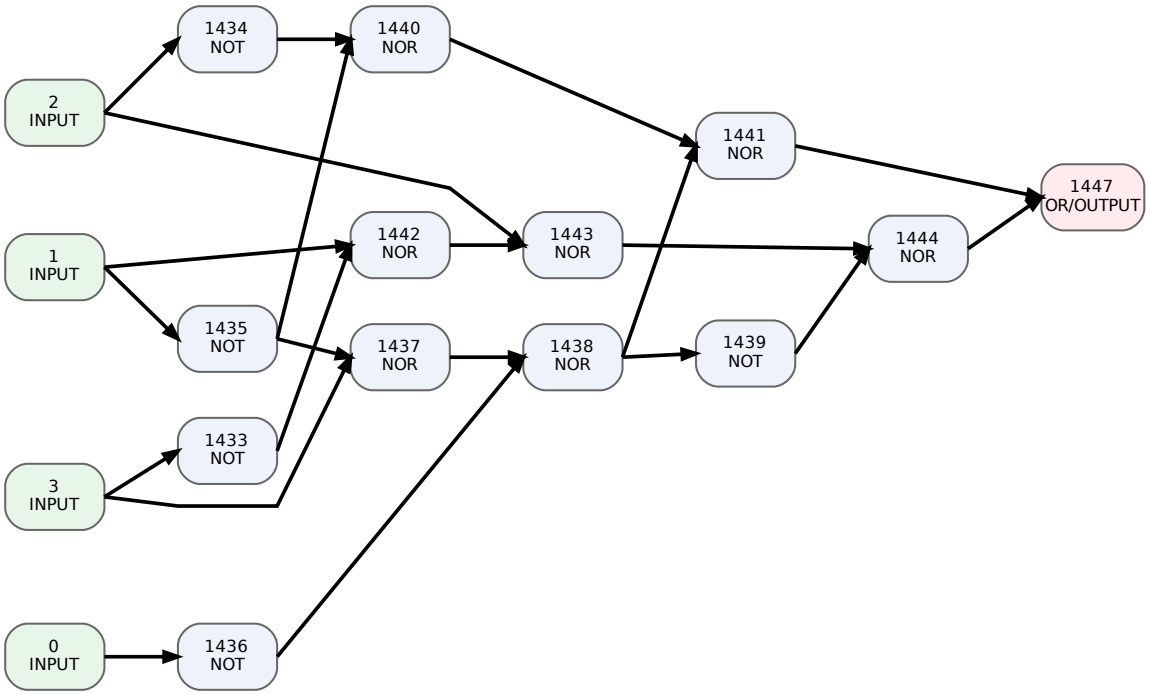 1434
NOT
1440
NOR
2
INPUT
1441
NOR
1447
OR/OUTPUT
1442
NOR
1443
NOR
1444
NOR
1
INPUT
1435
NOT
1437
NOR
1438
NOR
1439
NOT
1433
NOT
3
INPUT
0
INPUT
1436
NOT